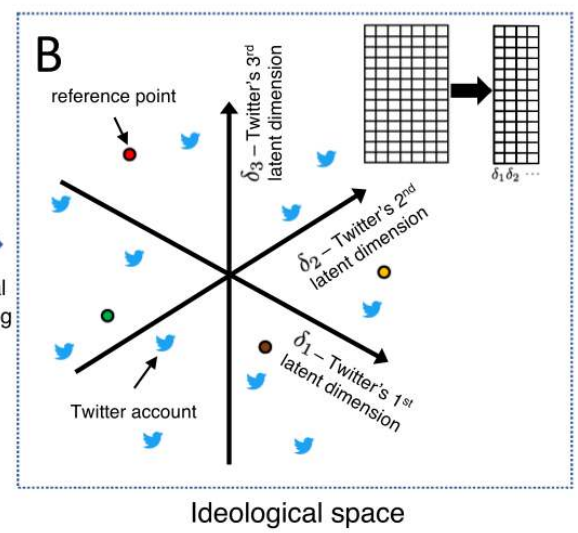 B
reference point
δ3 – Twitter's 3rd
latent dimension
δ1 δ2 ...
δ2 – Twitter's 2nd
latent dimension
l
g
δ1 – Twitter's 1st
latent dimension
Twitter account
Ideological space